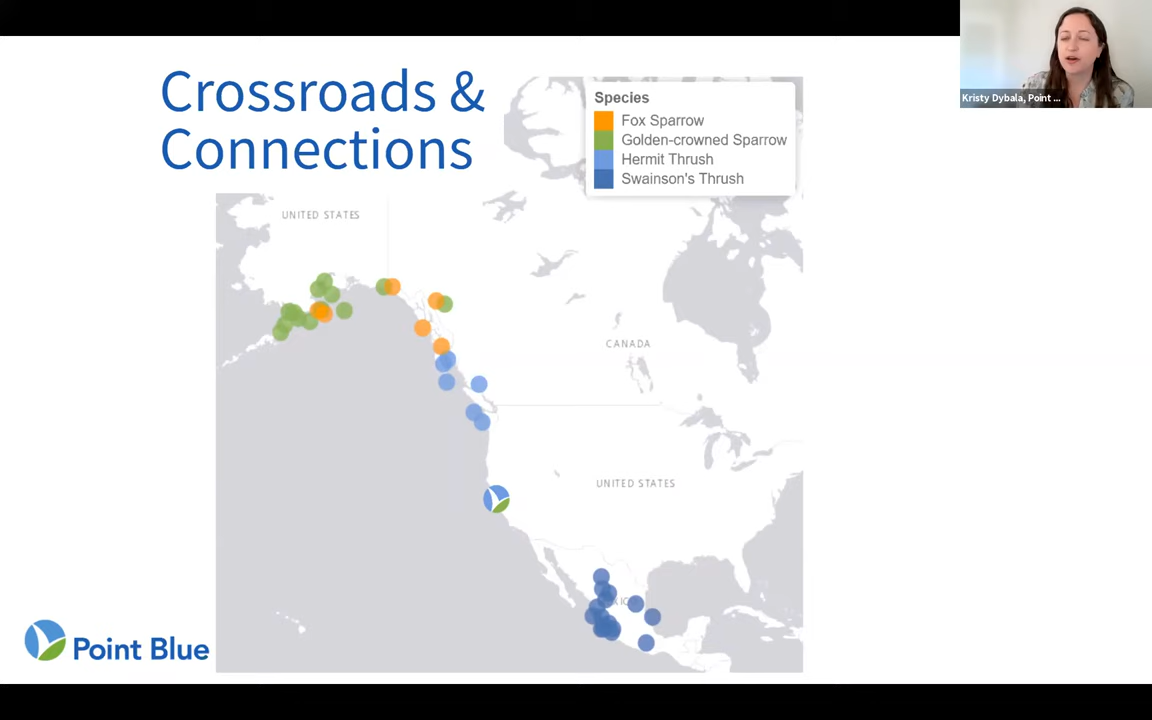 Crossroads &
Connections
Species
Fox Sparrow
Golden-crowned Sparrow
Hermit Thrush
Swainson's Thrush
Kristy Dybala, Point ...
UNITED STATES
CANADA
UNITED STATES
Point Blue